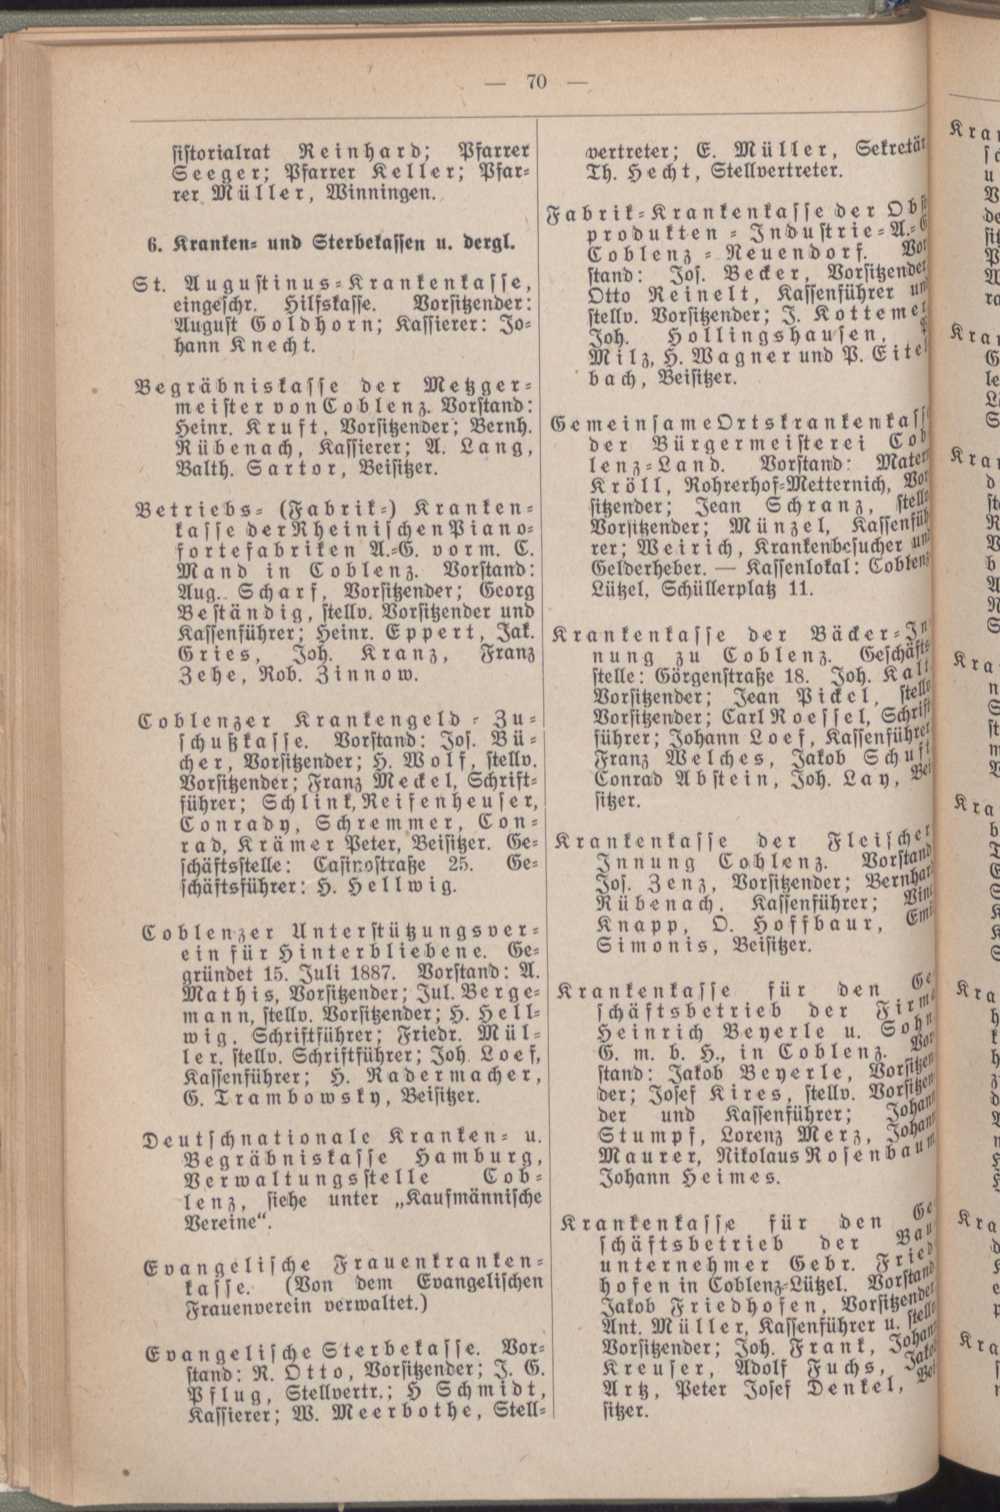 — 70 —
sistorialrat Reinhard; Pfarrer
Seeger; Pfarrer Keller; Pfar-
rer Müller, Winningen.
6. Kranken- und Sterbekassen u. dergl.
St. Augustinus-Krankenkasse,
eingeschr. Hilfskasse. Vorsitzender:
August Goldhorn; Kassierer: Jo-
hann Knecht.
Begräbniskasse der Metzger-
meister von Coblenz. Vorstand:
Heinr. Kruft, Vorsitzender; Bernh.
Rübenach, Kassierer; A. Lang,
Balth. Sartor, Beisitzer.
Betriebs- (Fabrik-) Kranken-
kasse der Rheinischen Piano-
fortefabriken A.-G. vorm. C.
Mand in Coblenz. Vorstand:
Aug. Scharf, Vorsitzender; Georg
Beständig, stellv. Vorsitzender und
Kassenführer; Heinr. Eppert, Jak.
Gries, Joh. Kranz, Franz
Zehe, Rob. Zinnow.
Coblenzer Krankengeld-Zu-
schußkasse. Vorstand: Jos. Bü-
cher, Vorsitzender; H. Wolf, stellv.
Vorsitzender; Franz Meckel, Schrift-
führer; Schlink, Reifenheuser,
Conrady, Schremmer, Con-
rad, Krämer Peter, Beisitzer. Ge-
schäftsstelle: Casinostraße 25. Ge-
schäftsführer: H. Hellwig.
Coblenzer Unterstützungsver-
ein für Hinterbliebene. Ge-
gründet 15. Juli 1887. Vorstand: A.
Mathis, Vorsitzender; Jul. Berge-
mann, stellv. Vorsitzender; H. Hell-
wig, Schriftführer; Friedr. Mül-
ler, stellv. Schriftführer; Joh. Loef,
Kassenführer; H. Radermacher,
G. Trambowsky, Beisitzer.
Deutschnationale Kranken- u.
Begräbniskasse Hamburg,
Verwaltungsstelle Cob-
lenz, siehe unter „Kaufmännische
Vereine“.
Evangelische Frauenkranken-
kasse. (Von dem Evangelischen
Frauenverein verwaltet.)
Evangelische Sterbekasse. Vor-
stand: R. Otto, Vorsitzender; J. G.
Pflug, Stellvertr.; H Schmidt,
Kassierer; W. Meerbothe, Stell-
vertreter; E. Müller, Sekretär
Th. Hecht, Stellvertreter.
Fabrik-Krankenkasse der Obst
produkten-Industrie-A.-G
Coblenz-Neuendorf. Vor
stand: Jos. Becker, Vorsitzender
Otto Reinelt, Kassenführer un
stellv. Vorsitzender; J. Kottemel
Joh. Hollingshausen,
Milz, H. Wagner und P. Eitel
bach, Beisitzer.
Gemeinsame Ortskrankenkass
der Bürgermeisterei Cob
lenz-Land. Vorstand: Matern
Kröll, Rohrerhof-Metternich, Vor
sitzender; Jean Schranz, stellv
Vorsitzender; Münzel, Kassenfüh
rer; Weirich, Krankenbesucher und
Gelderheber. — Kassenlokal: Coblenz
Lützel, Schüllerplatz 11.
Krankenkasse der Bäcker-In
nung zu Coblenz. Geschäfts
stelle: Görgenstraße 18. Joh. Kalt
Vorsitzender; Jean Pickel, stellv
Vorsitzender; Carl Roessel, Schrift
führer; Johann Loef, Kassenführer
Franz Welches, Jakob Schuft
Conrad Abstein, Joh. Lay, Bei
sitzer.
Krankenkasse der Fleischer
Innung Coblenz. Vorstand
Jos. Zenz, Vorsitzender; Bernhard
Rübenach, Kassenführer; Vinc
Knapp, O. Hoffbaur, Emil
Simonis, Beisitzer.
Krankenkasse für den Ge
schäftsbetrieb der Firma
Heinrich Beyerle u. Sohn
G. m. b. H., in Coblenz. Vor
stand: Jakob Beyerle, Vorsitzen
der; Josef Kires, stellv. Vorsitzen
der und Kassenführer; Johann
Stumpf, Lorenz Merz, Johann
Maurer, Nikolaus Rosenbaum
Johann Heimes.
Krankenkasse für den Ge
schäftsbetrieb der Bau
unternehmer Gebr. Fried
hofen in Coblenz-Lützel. Vorstand
Jakob Friedhofen, Vorsitzender
Ant. Müller, Kassenführer u. stellv
Vorsitzender; Joh. Frank, Johann
Kreuser, Adolf Fuchs, Jakob
Artz, Peter Josef Denkel, Bei
sitzer.